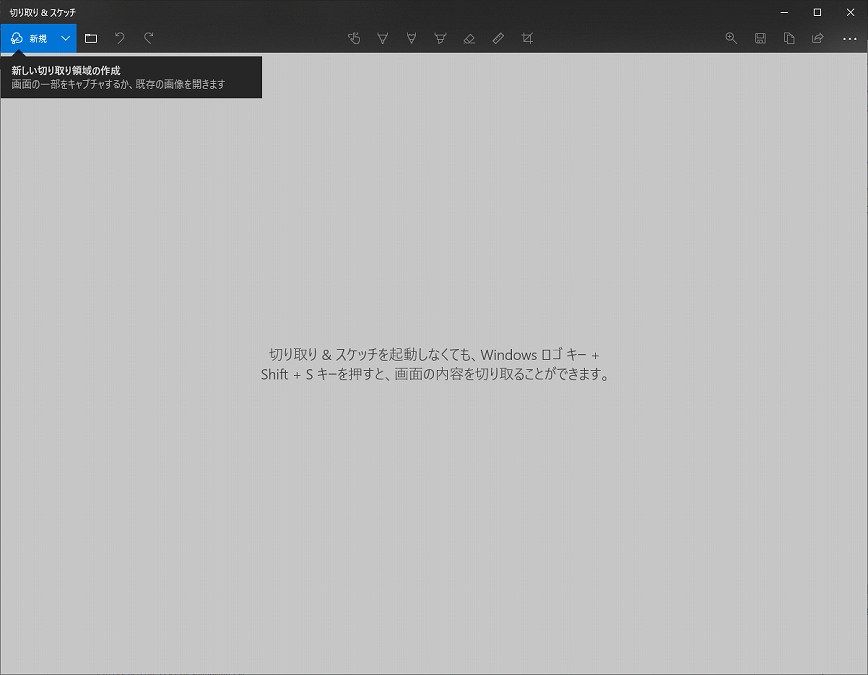 切り取り & スケッチ
新規
新しい切り取り領域の作成
画面の一部をキャプチャするか、既存の画像を開きます
切り取り & スケッチを起動しなくても、Windows ロゴ キー +
Shift + S キーを押すと、画面の内容を切り取ることができます。